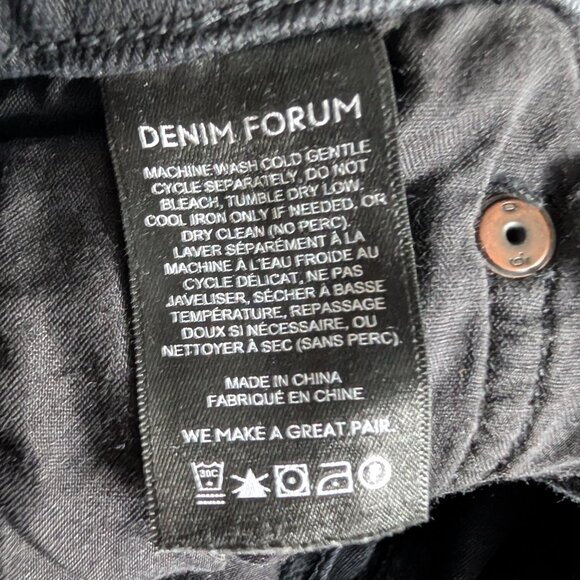 DENIM FORUM
MACHINE WASH COLD GENTLE
CYCLE SEPARATELY, DO NOT
BLEACH, TUMBLE DRY LOW.
COOL IRON ONLY IF NEEDED, OR
DRY CLEAN (NO PERC).
LAVER SÉPARÉMENT À LA
MACHINE À L'EAU FROIDE AU
CYCLE DÉLICAT, NE PAS
JAVELISER, SÉCHER À BASSE
TEMPÉRATURE, REPASSAGE
DOUX SI NÉCESSAIRE, OU
NETTOYER À SEC (SANS PERC).
MADE IN CHINA
FABRIQUÉ EN CHINE
WE MAKE A GREAT PAIR.
30C